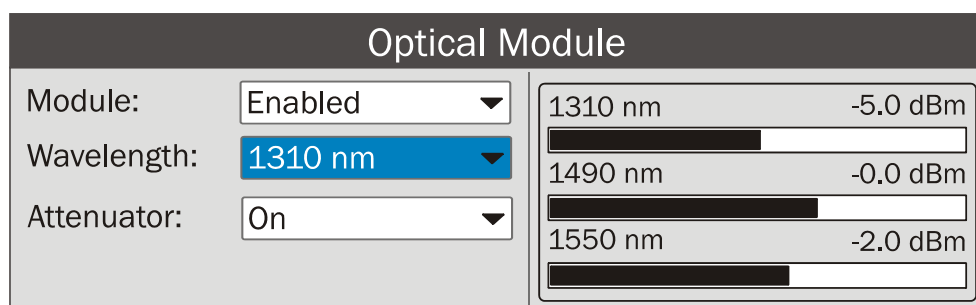 Optical Module
Module: Enabled
Wavelength: 1310 nm
Attenuator: On
1310 nm -5.0 dBm
1490 nm -0.0 dBm
1550 nm -2.0 dBm